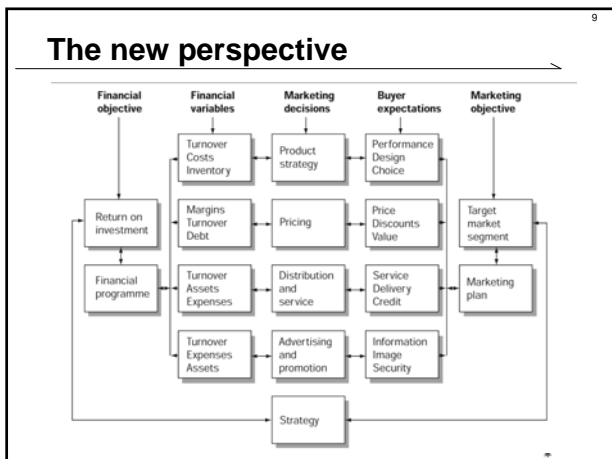 9
The new perspective
Financial
objective
Financial
variables
Marketing
decisions
Buyer
expectations
Marketing
objective
Turnover
Costs
Inventory
Product
strategy
Performance
Design
Choice
Return on
investment
Margins
Turnover
Debt
Pricing
Price
Discounts
Value
Target
market
segment
Financial
programme
Turnover
Assets
Expenses
Distribution
and
service
Service
Delivery
Credit
Marketing
plan
Turnover
Expenses
Assets
Advertising
and
promotion
Information
Image
Security
Strategy